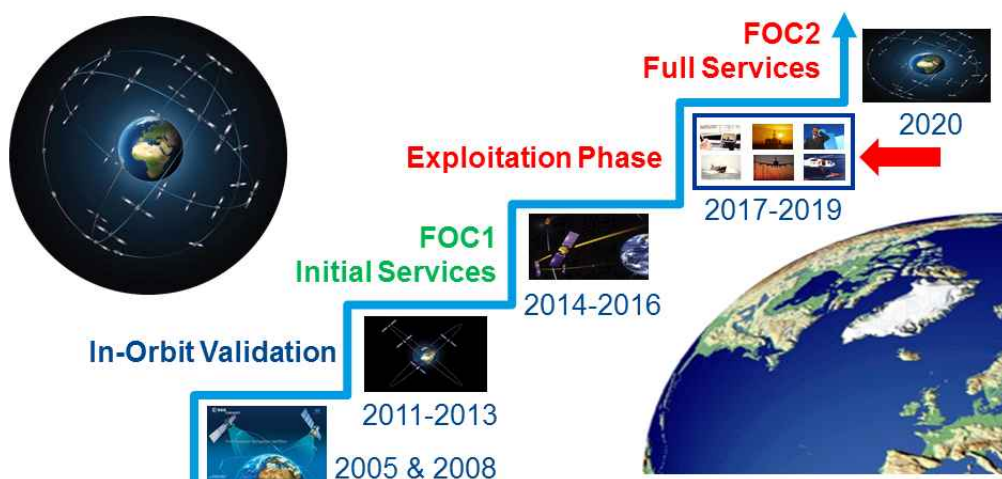 FOC2
Full Services
2020
Exploitation Phase
2017-2019
FOC1
Initial Services
2014-2016
In-Orbit Validation
2011-2013
2005 & 2008